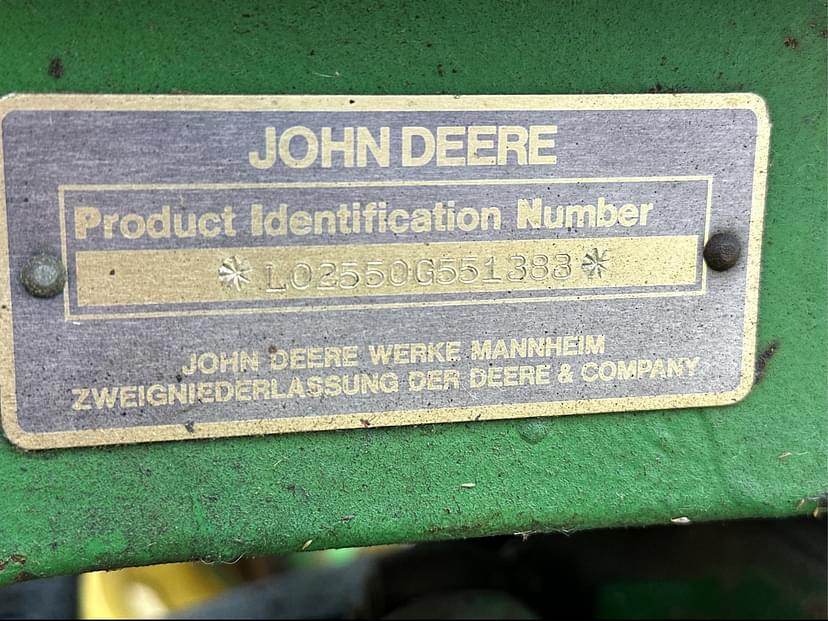 JOHN DEERE
Product Identification Number
*L02550G551383*
JOHN DEERE WERKE MANNHEIM
ZWEIGNIEDERLASSUNG DER DEERE & COMPANY